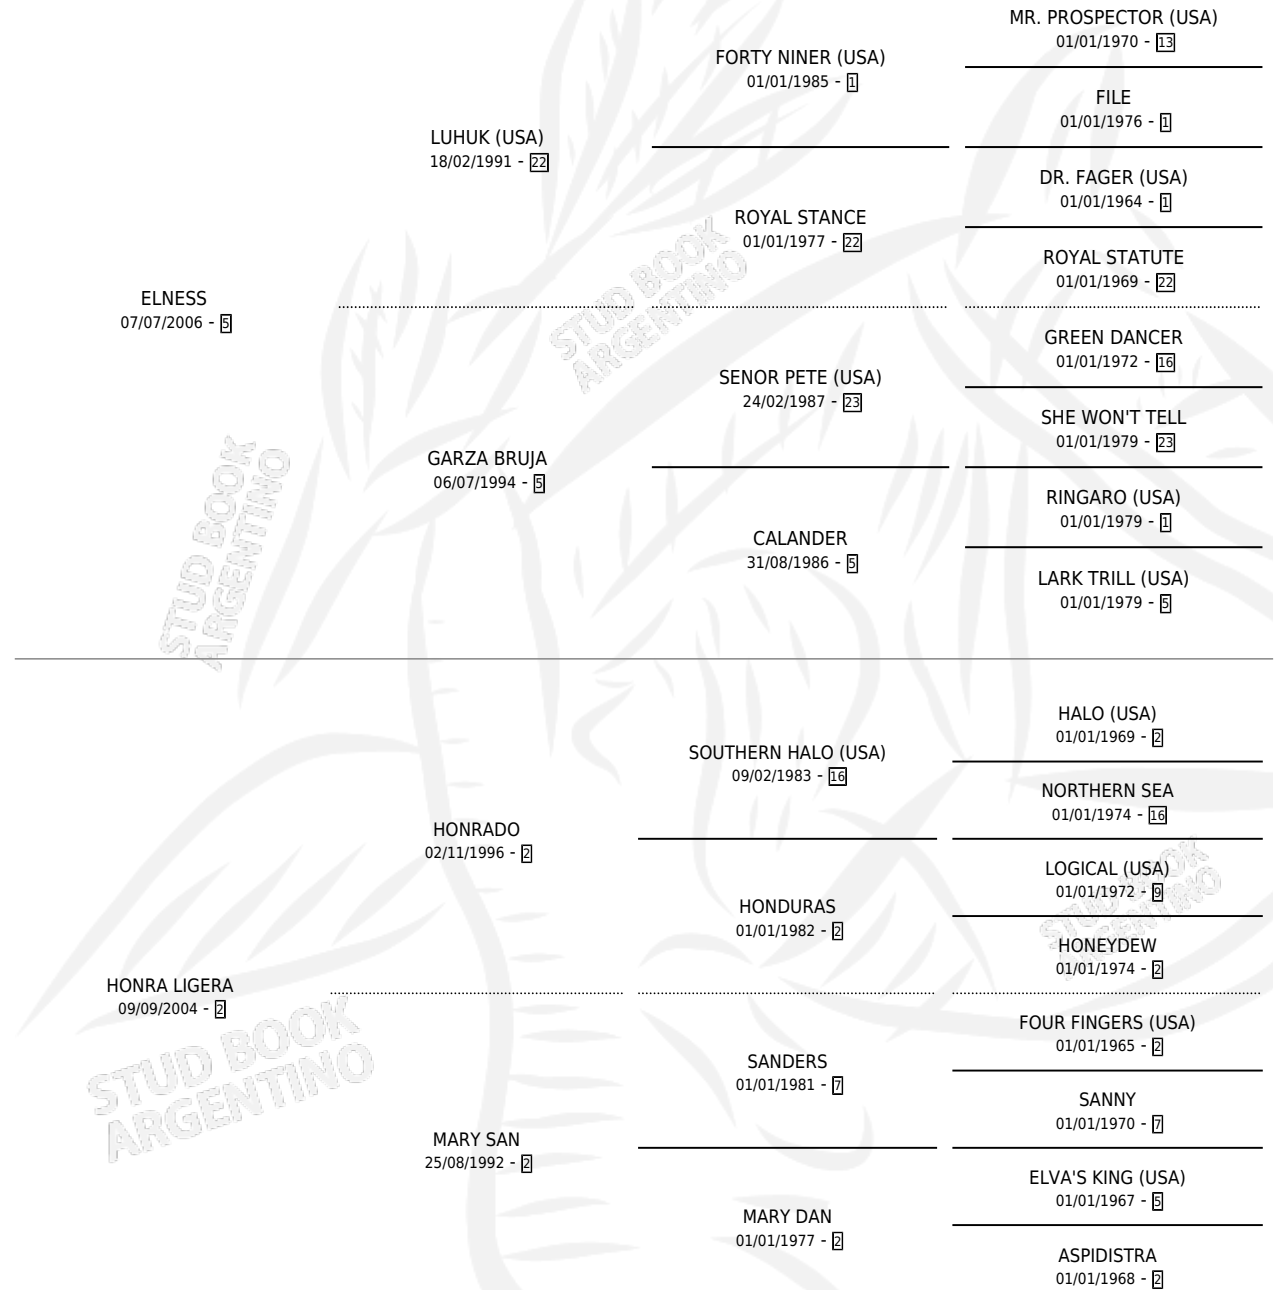 MR. PROSPECTOR (USA)
01/01/1970 - 13
FORTY NINER (USA)
01/01/1985 - 1
FILE
01/01/1976 - 1
LUHUK (USA)
18/02/1991 - 22
DR. FAGER (USA)
01/01/1964 - 1
ROYAL STANCE
01/01/1977 - 22
ROYAL STATUTE
01/01/1969 - 22
ELNESS
07/07/2006 - 5
GREEN DANCER
01/01/1972 - 16
SENOR PETE (USA)
24/02/1987 - 23
SHE WON'T TELL
01/01/1979 - 23
GARZA BRUJA
06/07/1994 - 5
RINGARO (USA)
01/01/1979 - 1
CALANDER
31/08/1986 - 5
LARK TRILL (USA)
01/01/1979 - 5
STUD BOOK
ARGENTINO
STUD BOOK
ARGENTINO
HALO (USA)
01/01/1969 - 2
SOUTHERN HALO (USA)
09/02/1983 - 16
NORTHERN SEA
01/01/1974 - 16
HONRADO
02/11/1996 - 2
LOGICAL (USA)
01/01/1972 - 9
HONDURAS
01/01/1982 - 2
HONEYDEW
01/01/1974 - 2
HONRA LIGERA
09/09/2004 - 2
FOUR FINGERS (USA)
01/01/1965 - 2
SANDERS
01/01/1981 - 7
SANNY
01/01/1970 - 7
MARY SAN
25/08/1992 - 2
ELVA'S KING (USA)
01/01/1967 - 5
MARY DAN
01/01/1977 - 2
ASPIDISTRA
01/01/1968 - 2
STUD BOOK
ARGENTINO
STUD BOOK
ARGENTINO